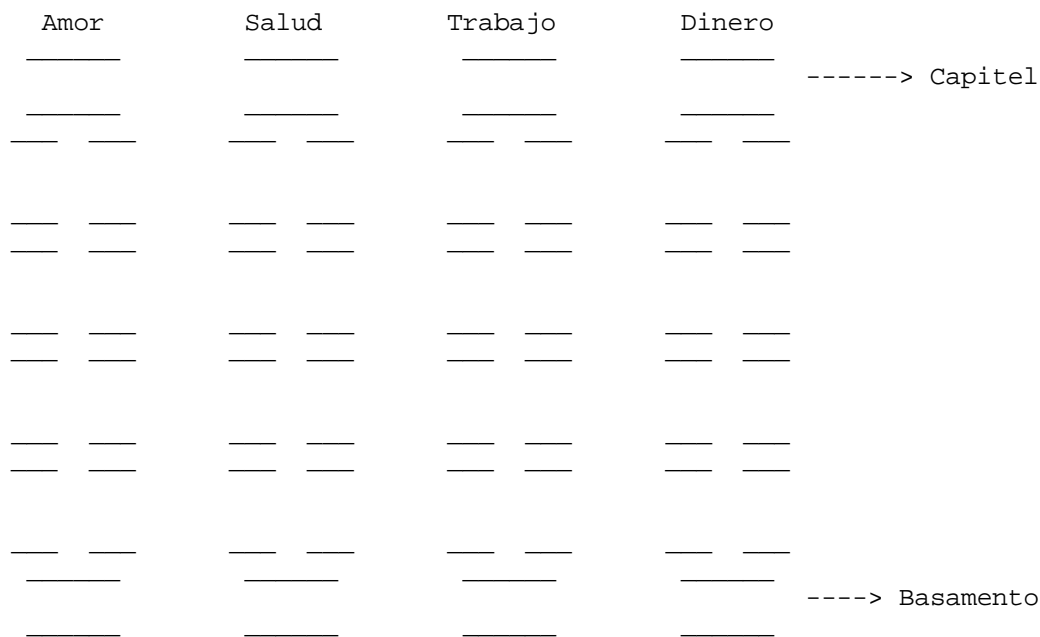 Amor Salud Trabajo Dinero
------> Capitel
----> Basamento